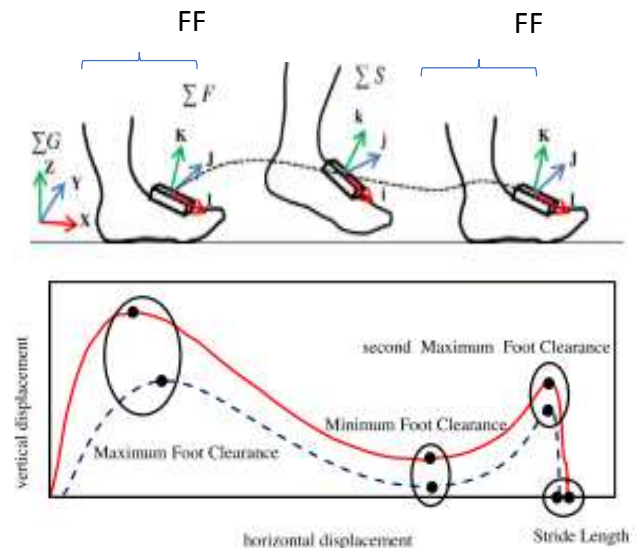 FF
FF
∑ F
∑ S
∑G
Z
Y
X
K
J
i
k
j
i
K
J
i
vertical displacement
second Maximum Foot Clearance
Minimum Foot Clearance
Maximum Foot Clearance
horizontal displacement
Stride Length